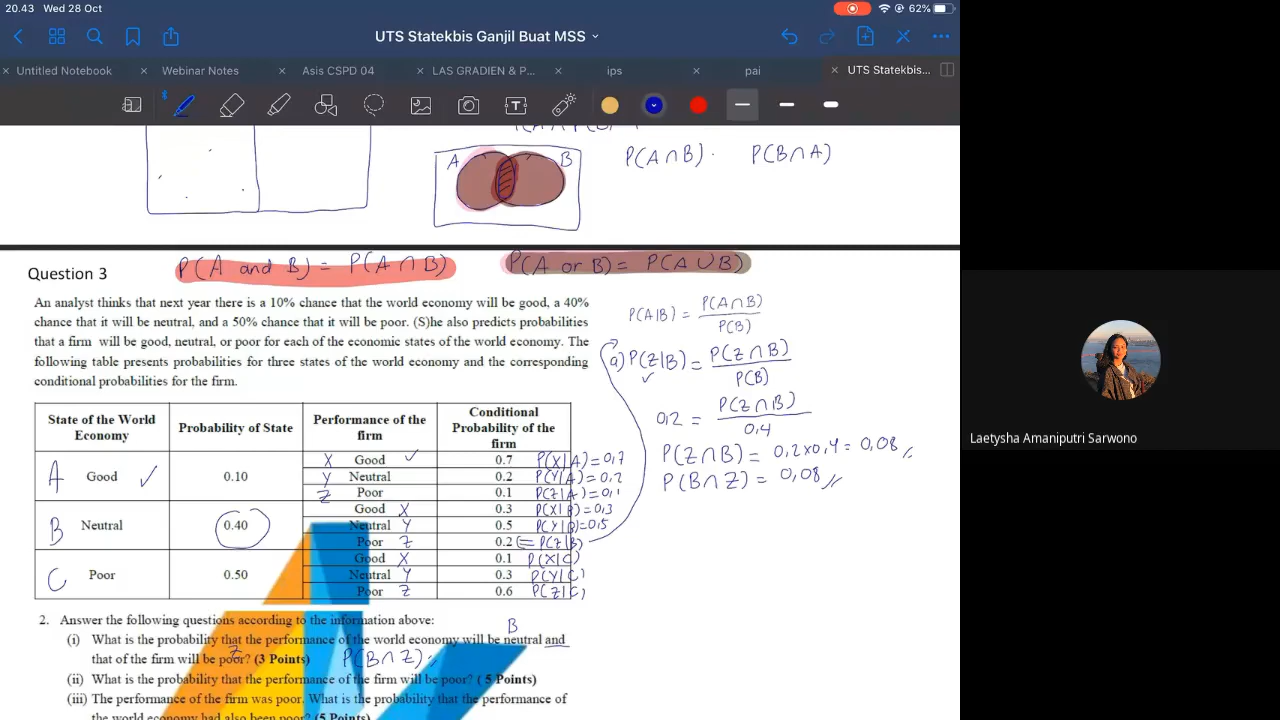 20.43 Wed 28 Oct
62%
UTS Statekbis Ganjil Buat MSS
Untitled Notebook
Webinar Notes
Asis CSPD 04
LAS GRADIEN & P...
ips
pai
UTS Statekbis...
A B
P(A∩B). P(B∩A)
Question 3
P(A and B) = P(A∩B)
P(A or B) = P(A∪B)
An analyst thinks that next year there is a 10% chance that the world economy will be good, a 40%
chance that it will be neutral, and a 50% chance that it will be poor. (S)he also predicts probabilities
that a firm will be good, neutral, or poor for each of the economic states of the world economy. The
following table presents probabilities for three states of the world economy and the corresponding
conditional probabilities for the firm.
P(A|B) = P(A∩B) / P(B)
a) P(Z|B) = P(Z∩B) / P(B)
0,2 = P(Z∩B) / 0,4
P(Z∩B) = 0,2x0,4 = 0,08
P(B∩Z) = 0,08
State of the World Economy
Probability of State
Performance of the firm
Conditional Probability of the firm
A Good ✓ 0.10
X Good ✓ 0.7 P(X|A)=0,7
Y Neutral 0.2 P(Y|A)=0,2
Z Poor 0.1 P(Z|A)=0,1
B Neutral 0.40
Good X 0.3 P(X|B)=0,3
Neutral Y 0.5 P(Y|B)=0,5
Poor Z 0.2 = P(Z|B)
C Poor 0.50
Good X 0.1 P(X|C)
Neutral Y 0.3 P(Y|C)
Poor Z 0.6 P(Z|C)
2. Answer the following questions according to the information above:
B
(i) What is the probability that the performance of the world economy will be neutral and
Z
that of the firm will be poor? (3 Points) P(B∩Z)
(ii) What is the probability that the performance of the firm will be poor? ( 5 Points)
(iii) The performance of the firm was poor. What is the probability that the performance of
the world economy had also been poor? (5 Points)
Laetysha Amaniputri Sarwono